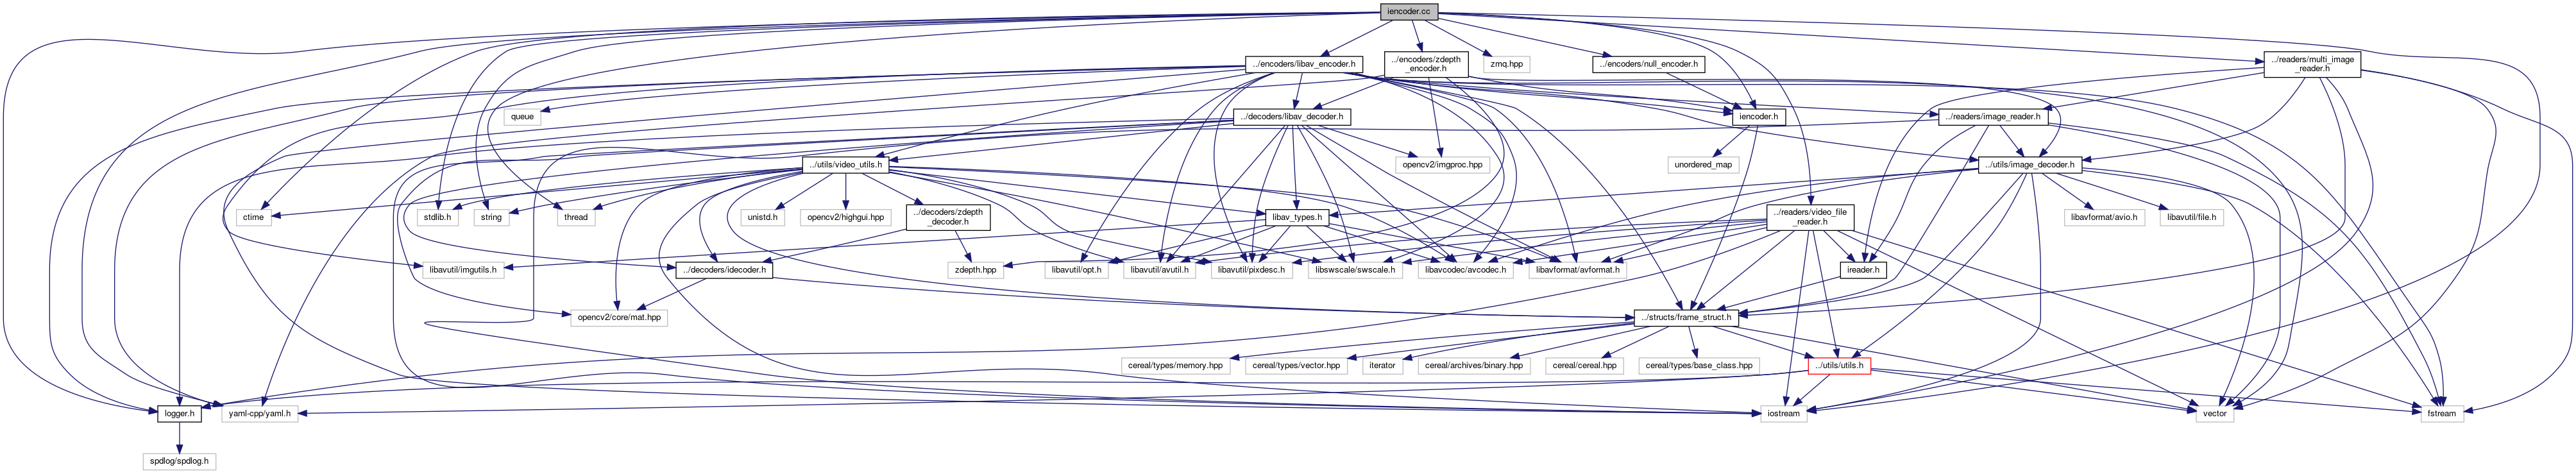 iencoder.cc
../encoders/libav_encoder.h
../encoders/zdepth
_encoder.h
zmq.hpp
../encoders/null_encoder.h
../readers/multi_image
_reader.h
queue
../decoders/libav_decoder.h
iencoder.h
../readers/image_reader.h
../utils/video_utils.h
opencv2/imgproc.hpp
unordered_map
../utils/image_decoder.h
ctime
stdlib.h
string
thread
unistd.h
opencv2/highgui.hpp
../decoders/zdepth
_decoder.h
libav_types.h
../readers/video_file
_reader.h
libavformat/avio.h
libavutil/file.h
libavutil/imgutils.h
../decoders/idecoder.h
zdepth.hpp
libavutil/opt.h
libavutil/avutil.h
libavutil/pixdesc.h
libswscale/swscale.h
libavcodec/avcodec.h
libavformat/avformat.h
ireader.h
opencv2/core/mat.hpp
../structs/frame_struct.h
cereal/types/memory.hpp
cereal/types/vector.hpp
iterator
cereal/archives/binary.hpp
cereal/cereal.hpp
cereal/types/base_class.hpp
../utils/utils.h
logger.h
yaml-cpp/yaml.h
iostream
vector
fstream
spdlog/spdlog.h